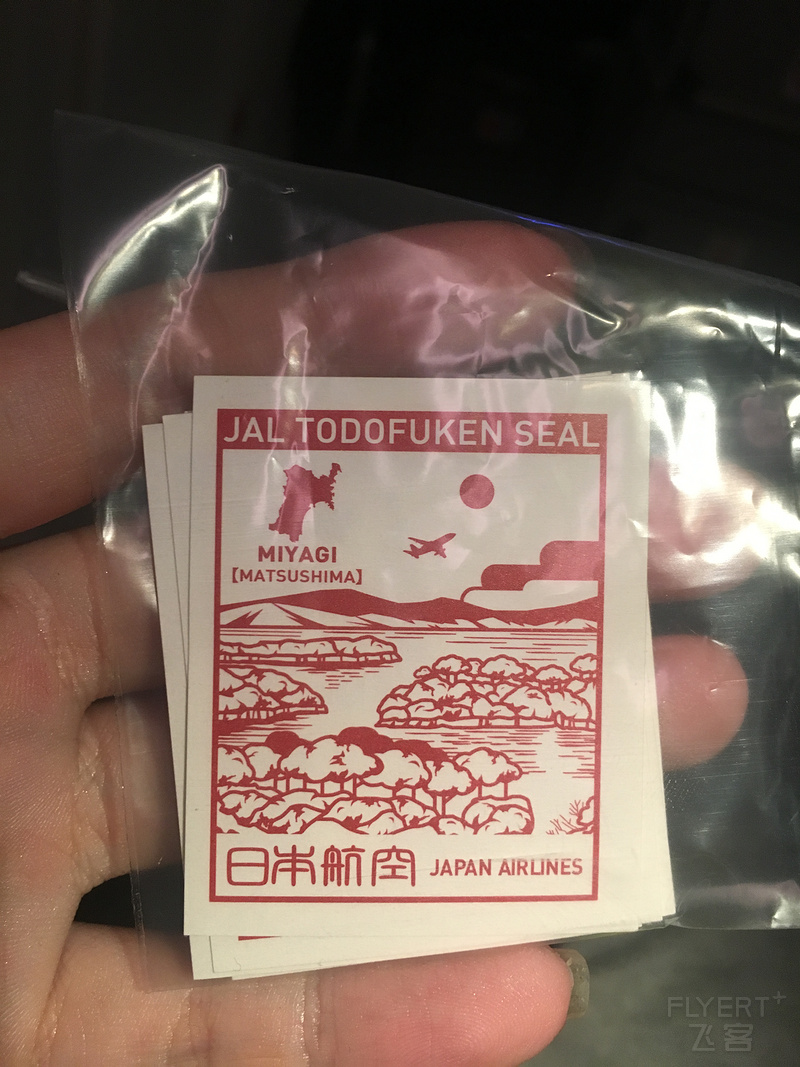 JAL TODOFUKEN SEAL
MIYAGI
【MATSUSHIMA】
日本航空 JAPAN AIRLINES
FLYERT+
飞客